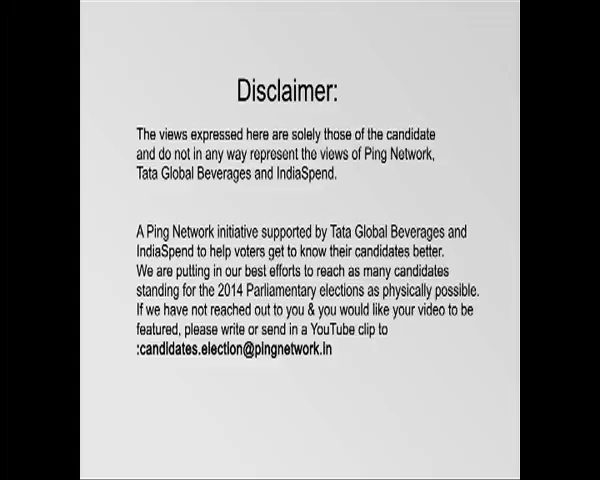 Disclaimer:
The views expressed here are solely those of the candidate
and do not in any way represent the views of Ping Network,
Tata Global Beverages and IndiaSpend.
A Ping Network initiative supported by Tata Global Beverages and
IndiaSpend to help voters get to know their candidates better.
We are putting in our best efforts to reach as many candidates
standing for the 2014 Parliamentary elections as physically possible.
If we have not reached out to you & you would like your video to be
featured, please write or send in a YouTube clip to
:candidates.election@pingnetwork.in